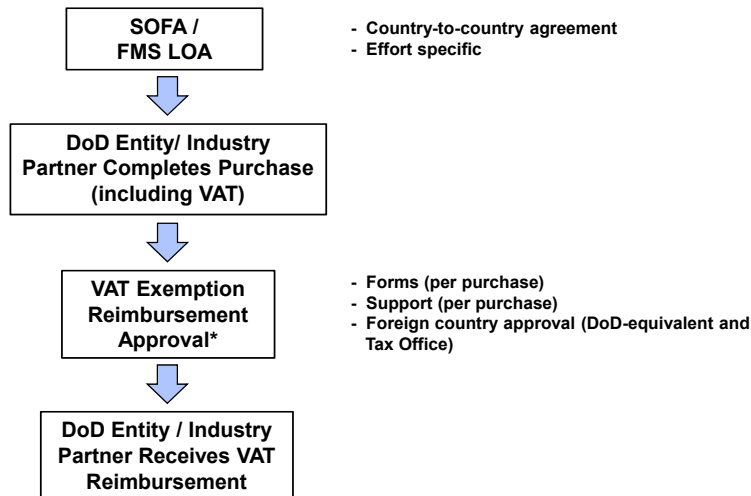 SOFA /
FMS LOA
- Country-to-country agreement
- Effort specific
DoD Entity/ Industry
Partner Completes Purchase
(including VAT)
VAT Exemption
Reimbursement
Approval*
- Forms (per purchase)
- Support (per purchase)
- Foreign country approval (DoD-equivalent and
Tax Office)
DoD Entity / Industry
Partner Receives VAT
Reimbursement